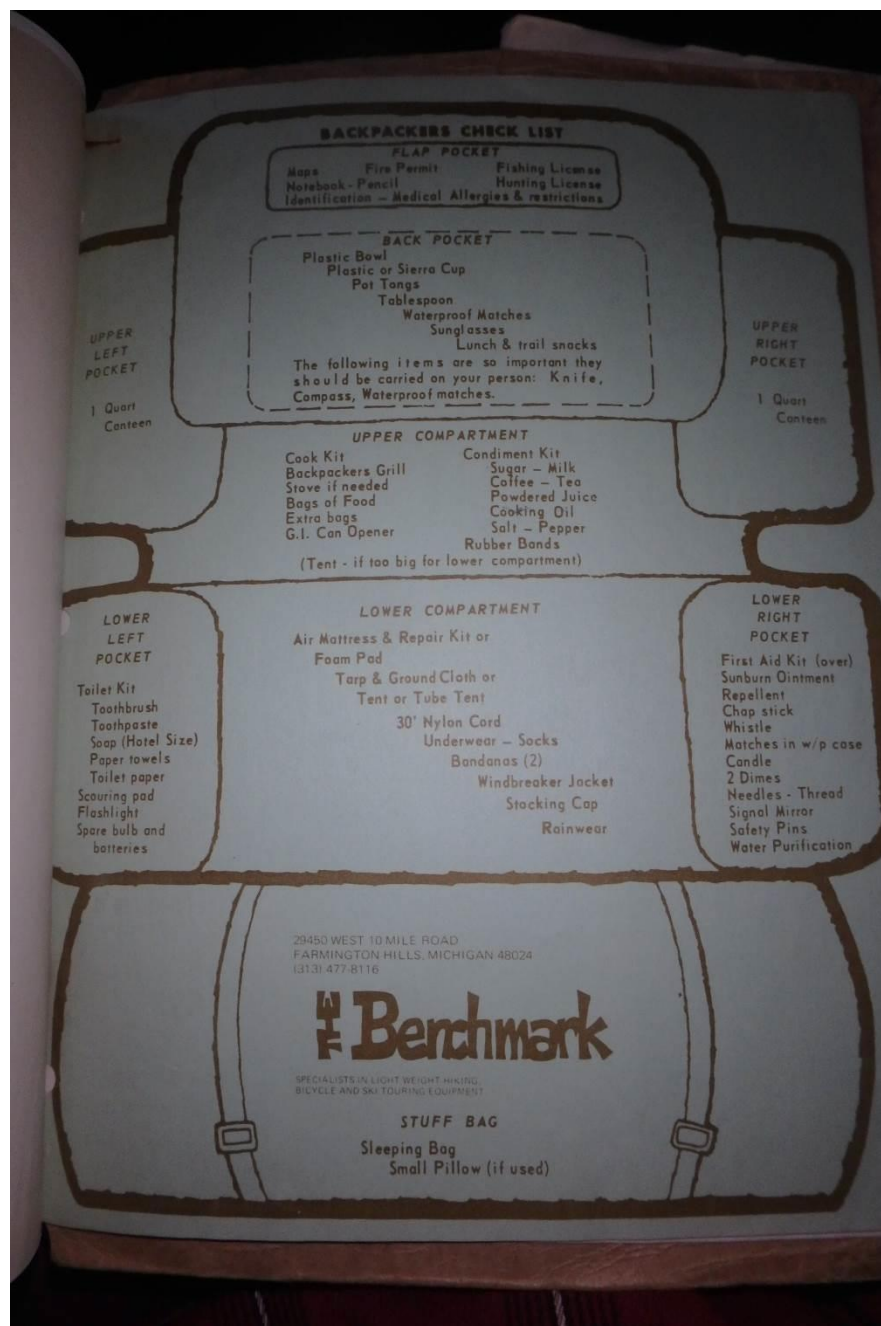 BACKPACKERS CHECK LIST
FLAP POCKET
Maps Fire Permit Fishing License
Notebook - Pencil Hunting License
Identification – Medical Allergies & restrictions
BACK POCKET
Plastic Bowl
Plastic or Sierra Cup
Pot Tangs
Tablespoon
Waterproof Matches
Sunglasses
Lunch & trail snacks
The following items are so important they
should be carried on your person: Knife,
Compass, Waterproof matches.
UPPER
LEFT
POCKET
1 Quart
Canteen
UPPER
RIGHT
POCKET
1 Quart
Canteen
UPPER COMPARTMENT
Cook Kit
Backpackers Grill
Stove if needed
Bags of Food
Extra bags
G.I. Can Opener
Condiment Kit
Sugar – Milk
Coffee – Tea
Powdered Juice
Cooking Oil
Salt – Pepper
Rubber Bands
(Tent - if too big for lower compartment)
LOWER
LEFT
POCKET
Toilet Kit
Toothbrush
Toothpaste
Soap (Hotel Size)
Paper towels
Toilet paper
Scouring pad
Flashlight
Spare bulb and
batteries
LOWER COMPARTMENT
Air Mattress & Repair Kit or
Foam Pad
Tarp & Ground Cloth or
Tent or Tube Tent
30' Nylon Cord
Underwear – Socks
Bandanas (2)
Windbreaker Jacket
Stocking Cap
Rainwear
LOWER
RIGHT
POCKET
First Aid Kit (over)
Sunburn Ointment
Repellent
Chap stick
Whistle
Matches in w/p case
Candle
2 Dimes
Needles - Thread
Signal Mirror
Safety Pins
Water Purification
29450 WEST 10 MILE ROAD
FARMINGTON HILLS, MICHIGAN 48024
(313) 477-8116
THE Benchmark
SPECIALISTS IN LIGHT WEIGHT HIKING,
BICYCLE AND SKI TOURING EQUIPMENT
STUFF BAG
Sleeping Bag
Small Pillow (if used)